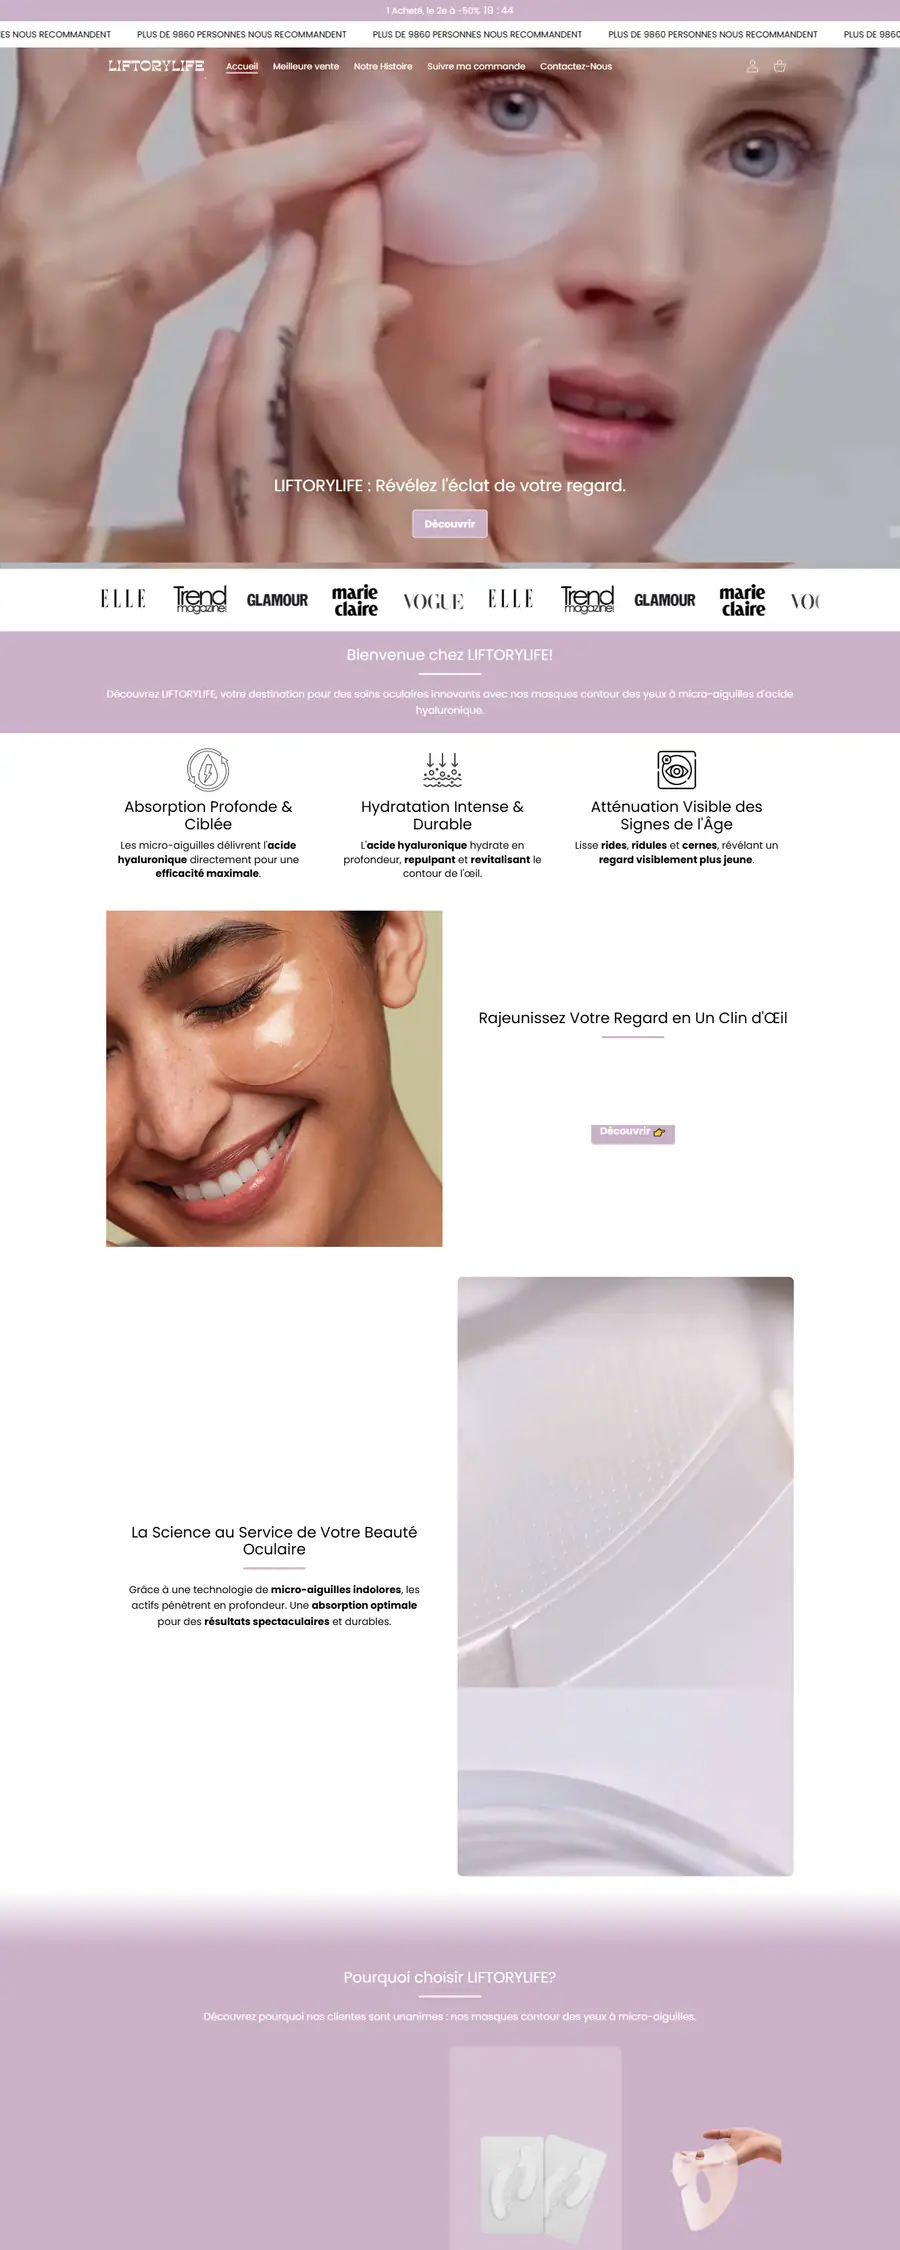 1 Acheté, le 2e à -50% 19 : 44
ES NOUS RECOMMANDENT PLUS DE 9860 PERSONNES NOUS RECOMMANDENT PLUS DE 9860 PERSONNES NOUS RECOMMANDENT PLUS DE 9860 PERSONNES NOUS RECOMMANDENT PLUS DE 9860
LIFTORYLIFE Accueil Meilleure vente Notre Histoire Suivre ma commande Contactez-Nous
LIFTORYLIFE : Révélez l'éclat de votre regard.
Découvrir
ELLE Trend magazine! GLAMOUR marie claire VOGUE ELLE Trend magazine! GLAMOUR marie claire VOG
Bienvenue chez LIFTORYLIFE!
Découvrez LIFTORYLIFE, votre destination pour des soins oculaires innovants avec nos masques contour des yeux à micro-aiguilles d'acide
hyaluronique.
Absorption Profonde &
Ciblée
Les micro-aiguilles délivrent l'acide
hyaluronique directement pour une
efficacité maximale.
Hydratation Intense &
Durable
L'acide hyaluronique hydrate en
profondeur, repulpant et revitalisant le
contour de l'œil.
Atténuation Visible des
Signes de l'Âge
Lisse rides, ridules et cernes, révélant un
regard visiblement plus jeune.
Rajeunissez Votre Regard en Un Clin d'Œil
Découvrir 👉
La Science au Service de Votre Beauté
Oculaire
Grâce à une technologie de micro-aiguilles indolores, les
actifs pénètrent en profondeur. Une absorption optimale
pour des résultats spectaculaires et durables.
Pourquoi choisir LIFTORYLIFE?
Découvrez pourquoi nos clientes sont unanimes : nos masques contour des yeux à micro-aiguilles.